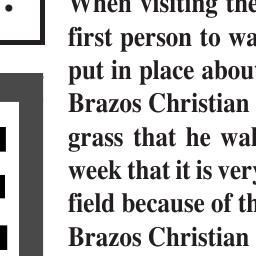 When visiting the
first person to wa
put in place abou
Brazos Christian
grass that he wal
week that it is very
field because of th
Brazos Christian